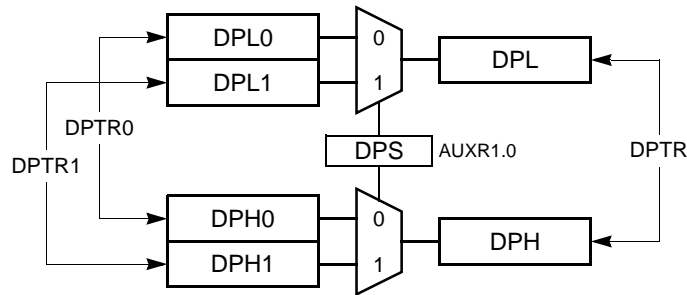 DPL0
0
DPL
DPL1
1
DPTR0
DPTR1
DPS
AUXR1.0
DPTR
DPH0
0
DPH
DPH1
1